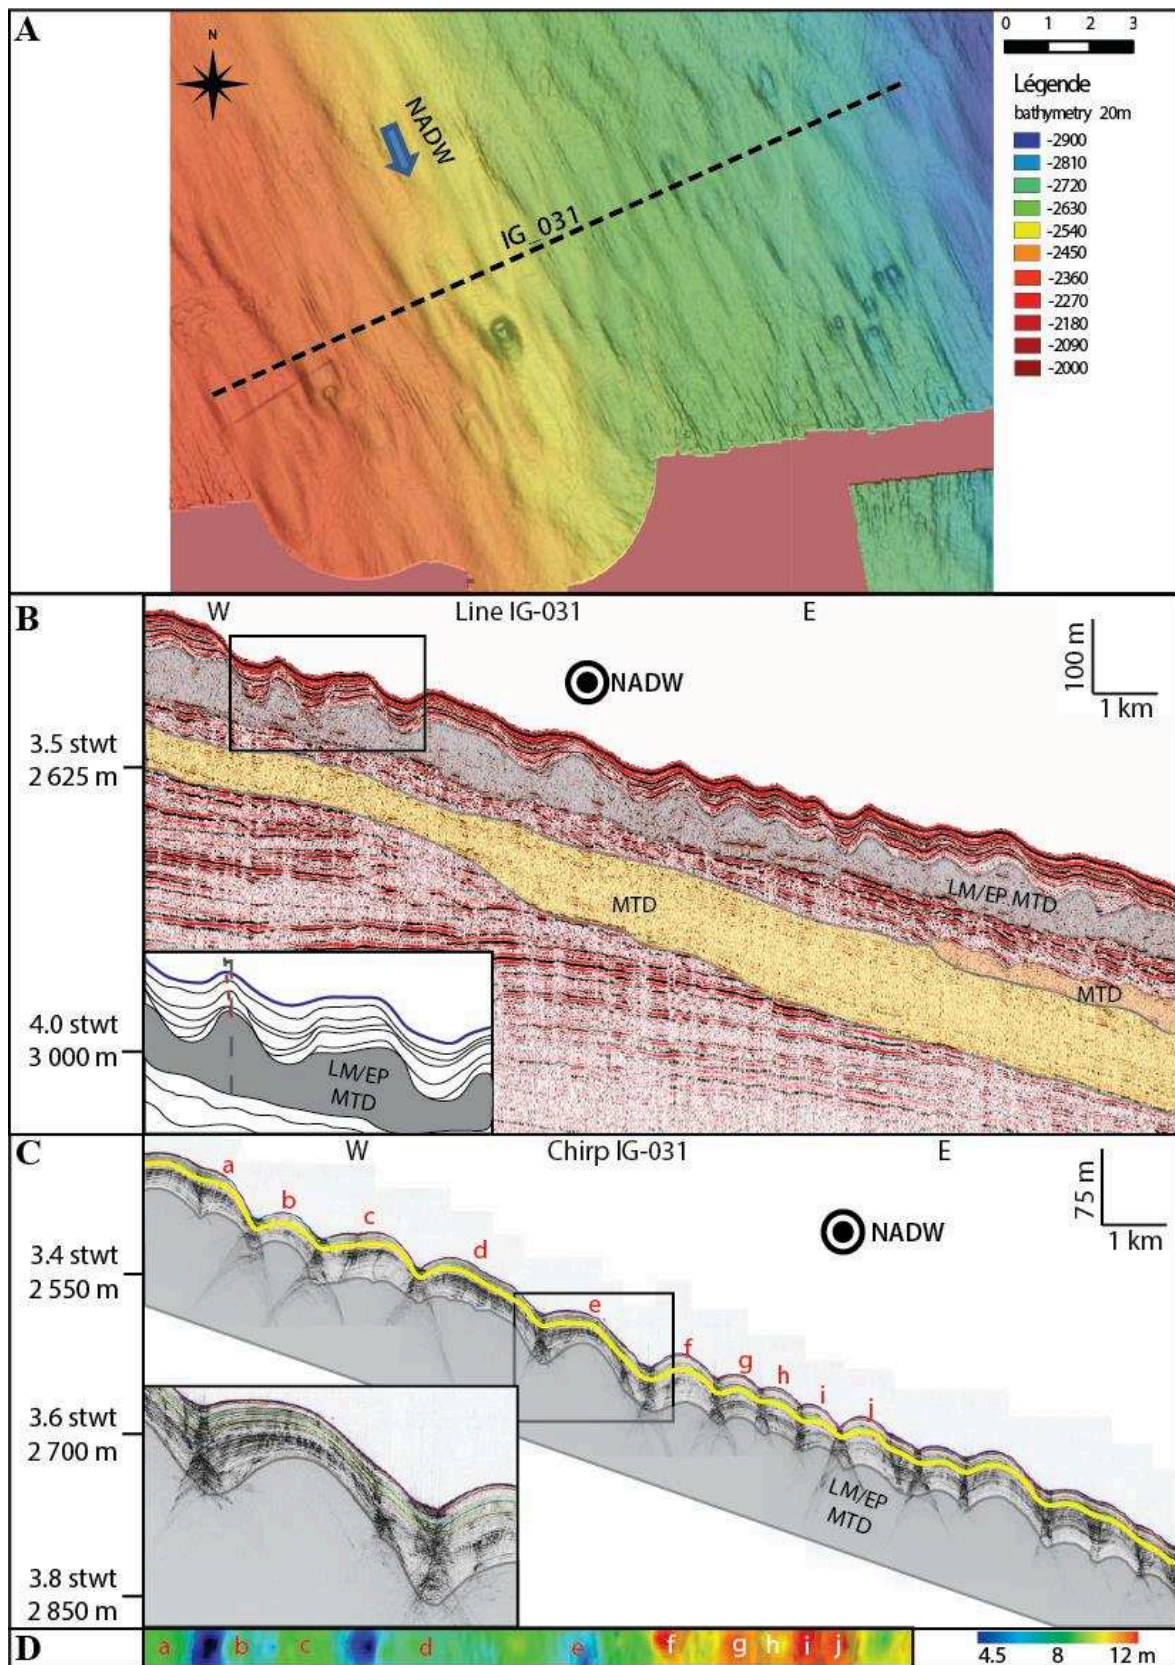 A
N
NADW
IG_031
0 1 2 3
Légende
bathymetry 20m
-2900
-2810
-2720
-2630
-2540
-2450
-2360
-2270
-2180
-2090
-2000
B
W Line IG-031 E
NADW
100 m
1 km
3.5 stwt
2 625 m
4.0 stwt
3 000 m
LM/EP MTD
MTD
MTD
LM/EP
MTD
C
W Chirp IG-031 E
NADW
75 m
1 km
a
b
c
d
e
f
g
h
i
j
3.4 stwt
2 550 m
3.6 stwt
2 700 m
3.8 stwt
2 850 m
LM/EP
MTD
D
a b c d e f g h i j
4.5 8 12 m